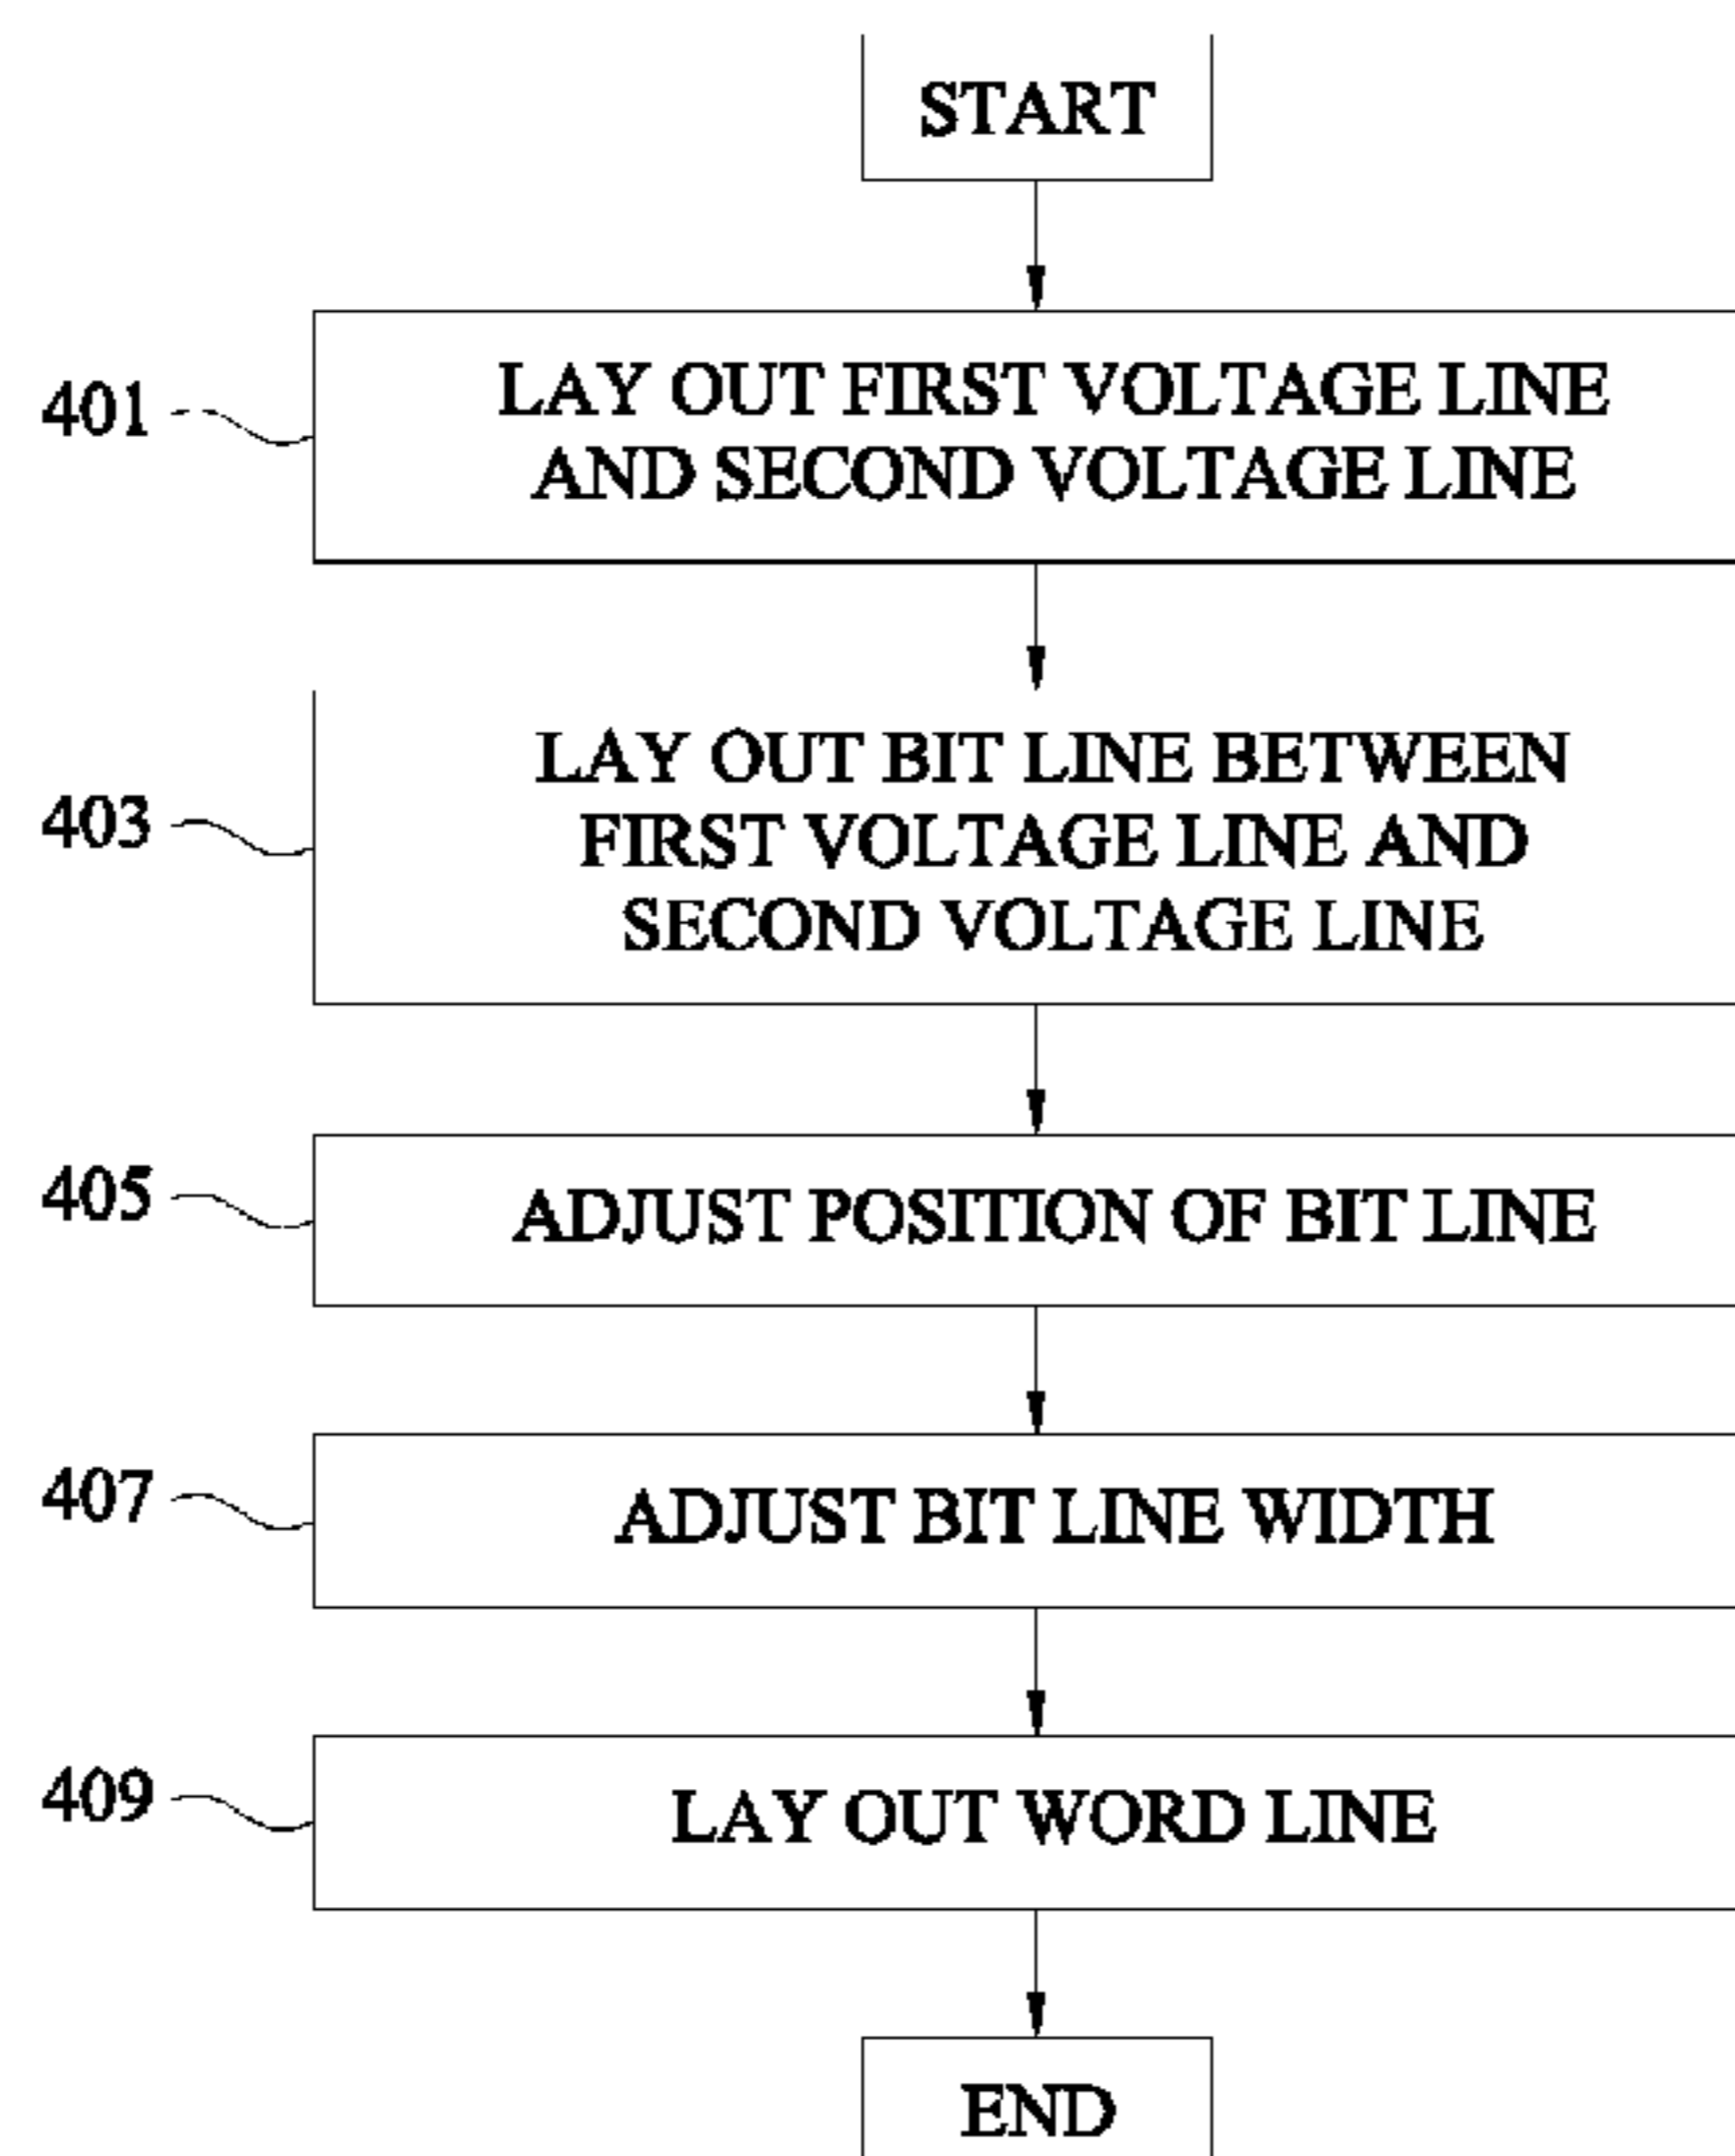 START
401
LAY OUT FIRST VOLTAGE LINE
AND SECOND VOLTAGE LINE
403
LAY OUT BIT LINE BETWEEN
FIRST VOLTAGE LINE AND
SECOND VOLTAGE LINE
405
ADJUST POSITION OF BIT LINE
407
ADJUST BIT LINE WIDTH
409
LAY OUT WORD LINE
END